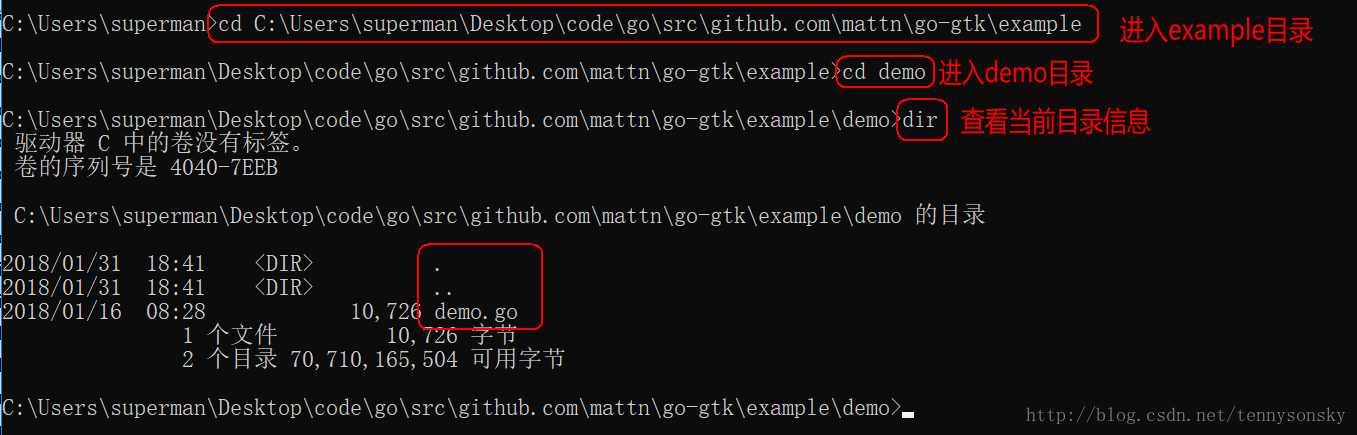 C:\Users\superman>cd C:\Users\superman\Desktop\code\go\src\github.com\mattn\go-gtk\example 进入example目录
C:\Users\superman\Desktop\code\go\src\github.com\mattn\go-gtk\example>cd demo 进入demo目录
C:\Users\superman\Desktop\code\go\src\github.com\mattn\go-gtk\example\demo>dir 查看当前目录信息
驱动器 C 中的卷没有标签。
卷的序列号是 4040-7EEB
C:\Users\superman\Desktop\code\go\src\github.com\mattn\go-gtk\example\demo 的目录
2018/01/31 18:41 <DIR> .
2018/01/31 18:41 <DIR> ..
2018/01/16 08:28 10,726 demo.go
1 个文件 10,726 字节
2 个目录 70,710,165,504 可用字节
C:\Users\superman\Desktop\code\go\src\github.com\mattn\go-gtk\example\demo>
http://blog.csdn.net/tennysonsky